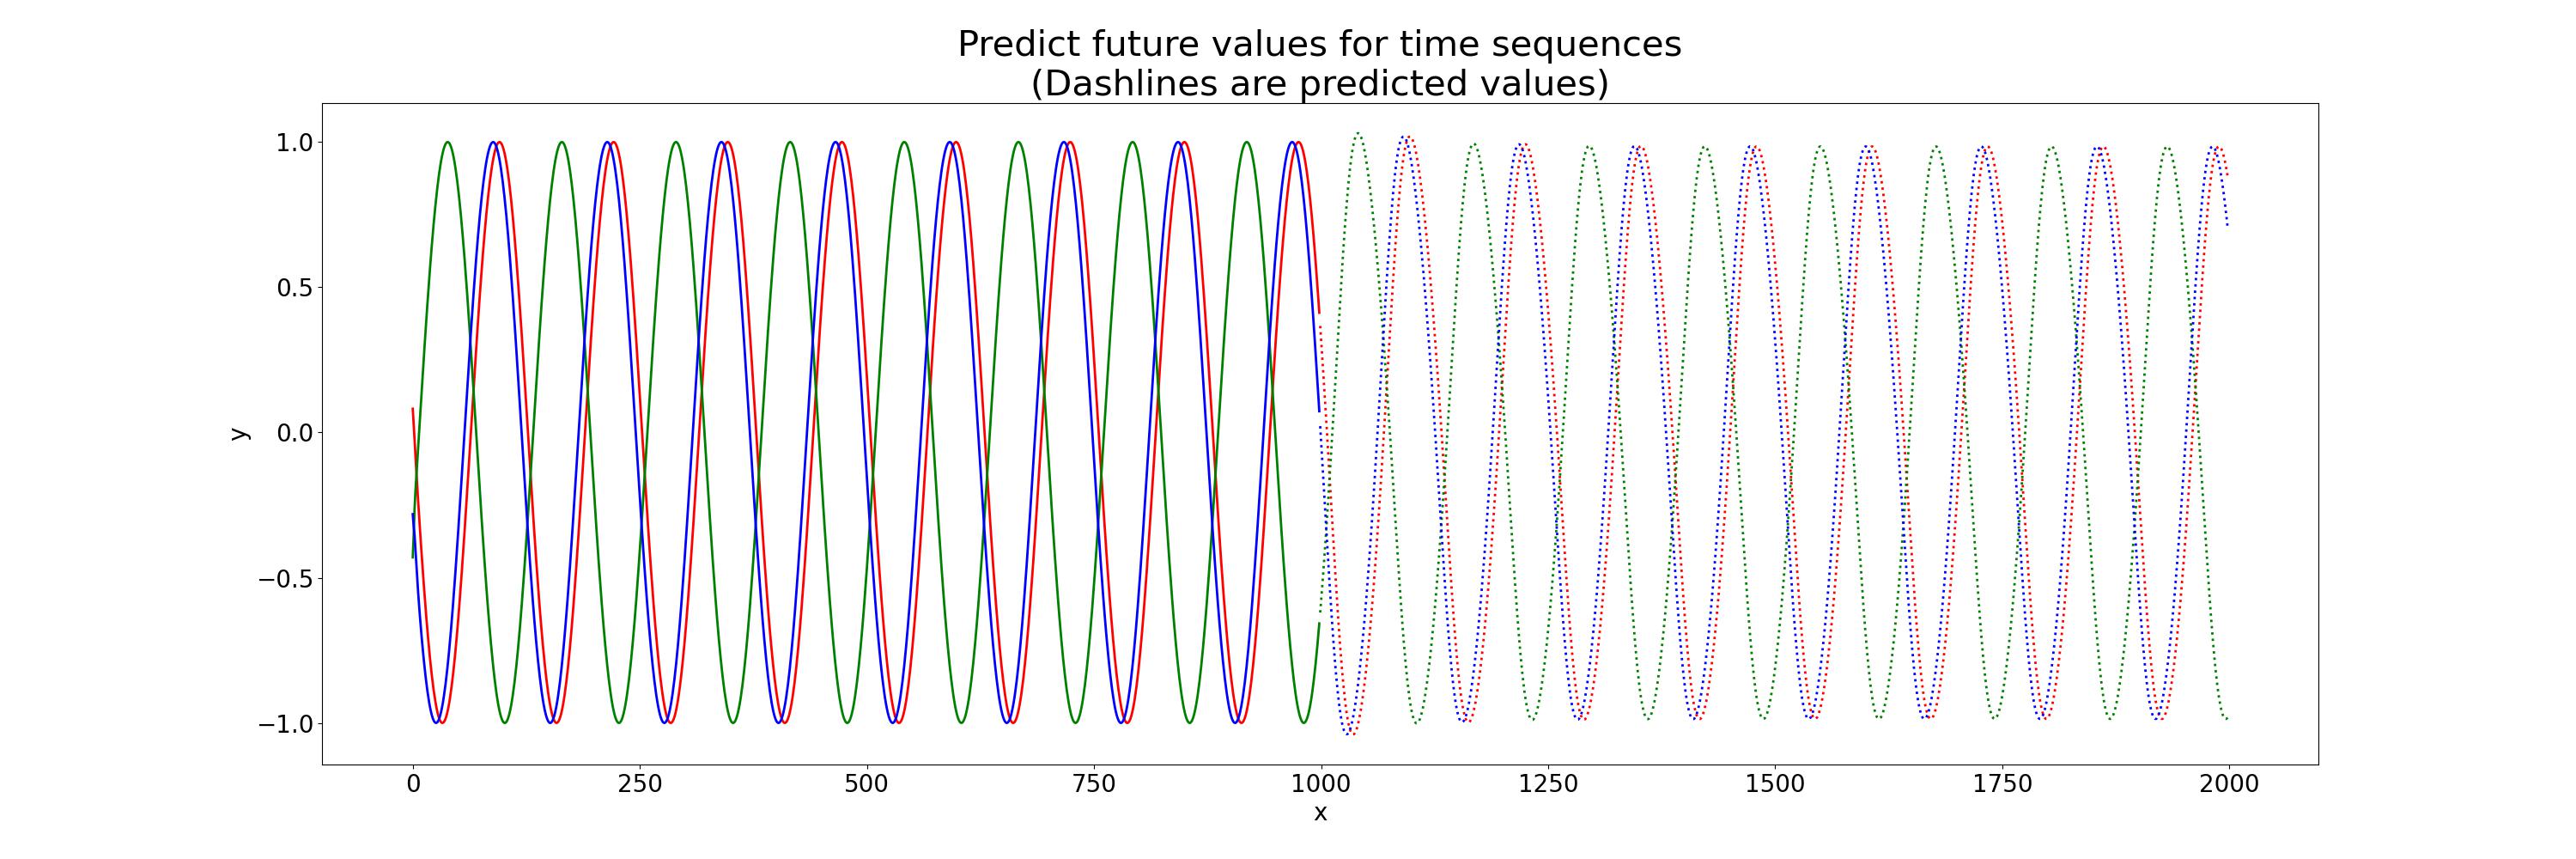 Predict future values for time sequences
(Dashlines are predicted values)
1.0
0.5
0.0
−0.5
−1.0
y
0 250 500 750 1000 1250 1500 1750 2000
x